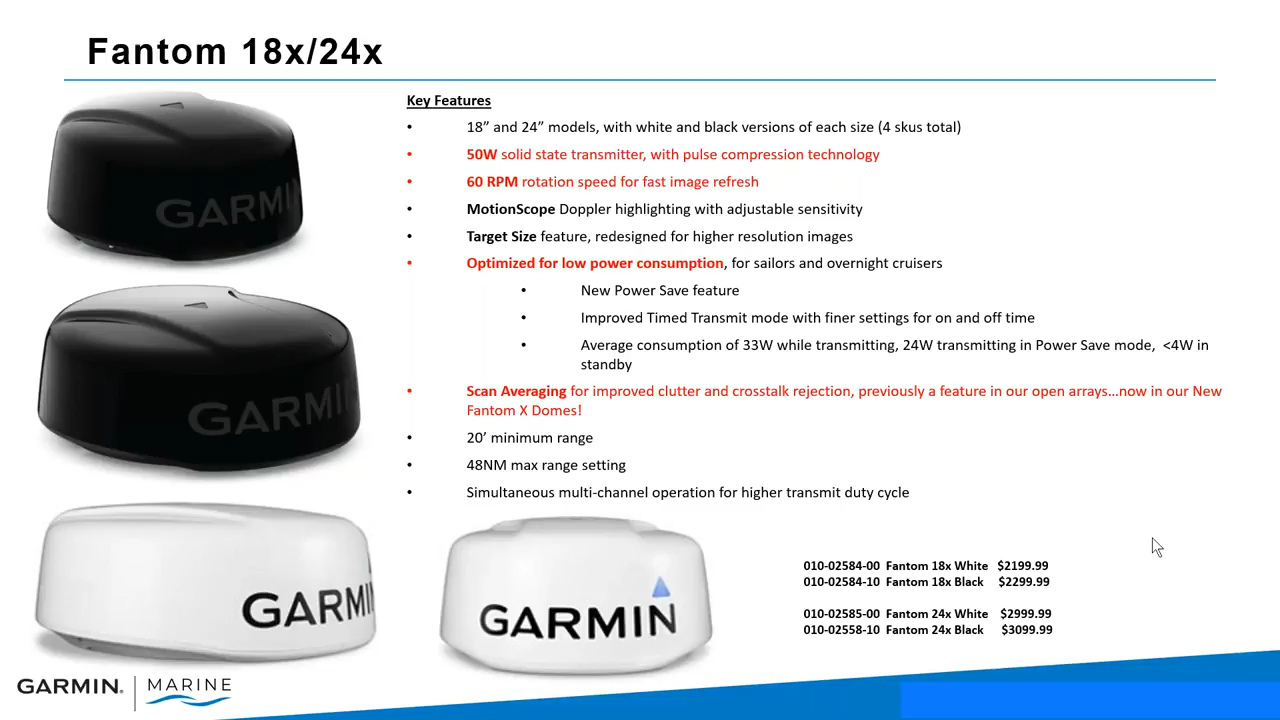 Fantom 18x/24x
Key Features
• 18” and 24” models, with white and black versions of each size (4 skus total)
• 50W solid state transmitter, with pulse compression technology
• 60 RPM rotation speed for fast image refresh
• MotionScope Doppler highlighting with adjustable sensitivity
• Target Size feature, redesigned for higher resolution images
• Optimized for low power consumption, for sailors and overnight cruisers
• New Power Save feature
• Improved Timed Transmit mode with finer settings for on and off time
• Average consumption of 33W while transmitting, 24W transmitting in Power Save mode, <4W in
standby
• Scan Averaging for improved clutter and crosstalk rejection, previously a feature in our open arrays…now in our New
Fantom X Domes!
• 20’ minimum range
• 48NM max range setting
• Simultaneous multi-channel operation for higher transmit duty cycle
GARMIN
GARMIN
GARMIN
GARMIN
010-02584-00 Fantom 18x White $2199.99
010-02584-10 Fantom 18x Black $2299.99
010-02585-00 Fantom 24x White $2999.99
010-02558-10 Fantom 24x Black $3099.99
GARMIN. MARINE